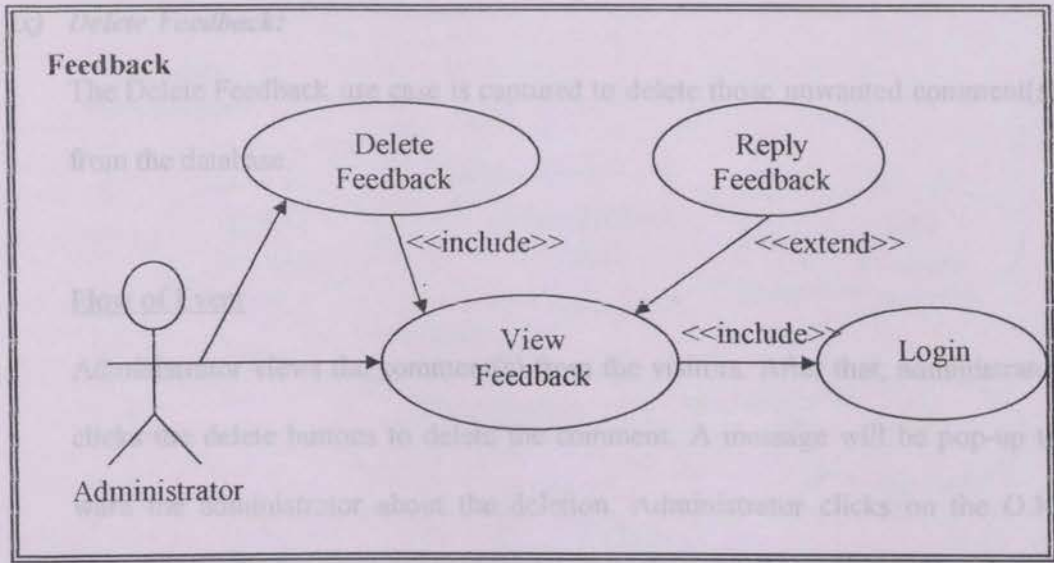 x) Delete Feedback:
Feedback
The Delete Feedback use case is captured to delete those unwanted comment(s)
from the database.
Delete
Feedback
Reply
Feedback
<<include>>
<<extend>>
Flow of Event
View
Feedback
<<include>>
Login
Administrator views the comment(s) from the visitors. After that, administrator
clicks the delete buttons to delete the comment. A message will be pop-up to
Administrator
warn the administrator about the deletion. Administrator clicks on the O.K